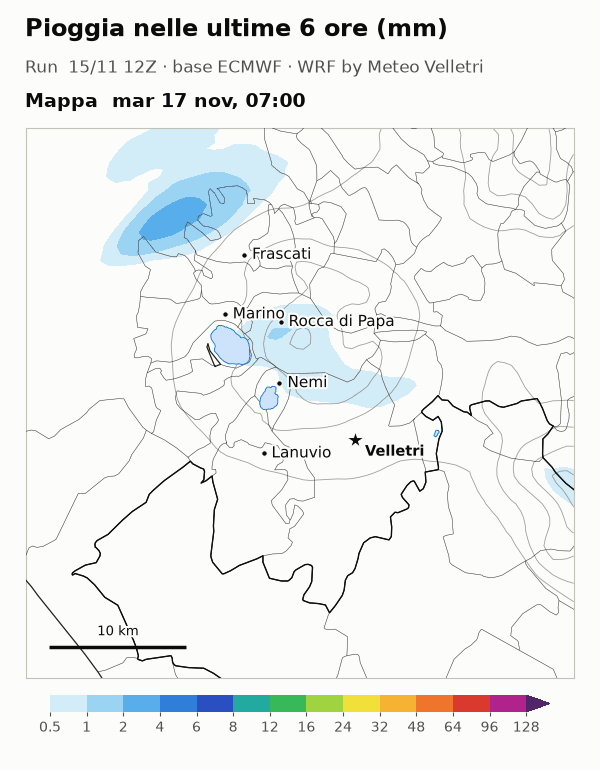 Pioggia nelle ultime 6 ore (mm)
Run  15/11 12Z · base ECMWF · WRF by Meteo Velletri
Mappa  mar 17 nov, 07:00
Frascati
Marino
Rocca di Papa
Nemi
Velletri
Lanuvio
10 km
0.5 1 2 4 6 8 12 16 24 32 48 64 96 128